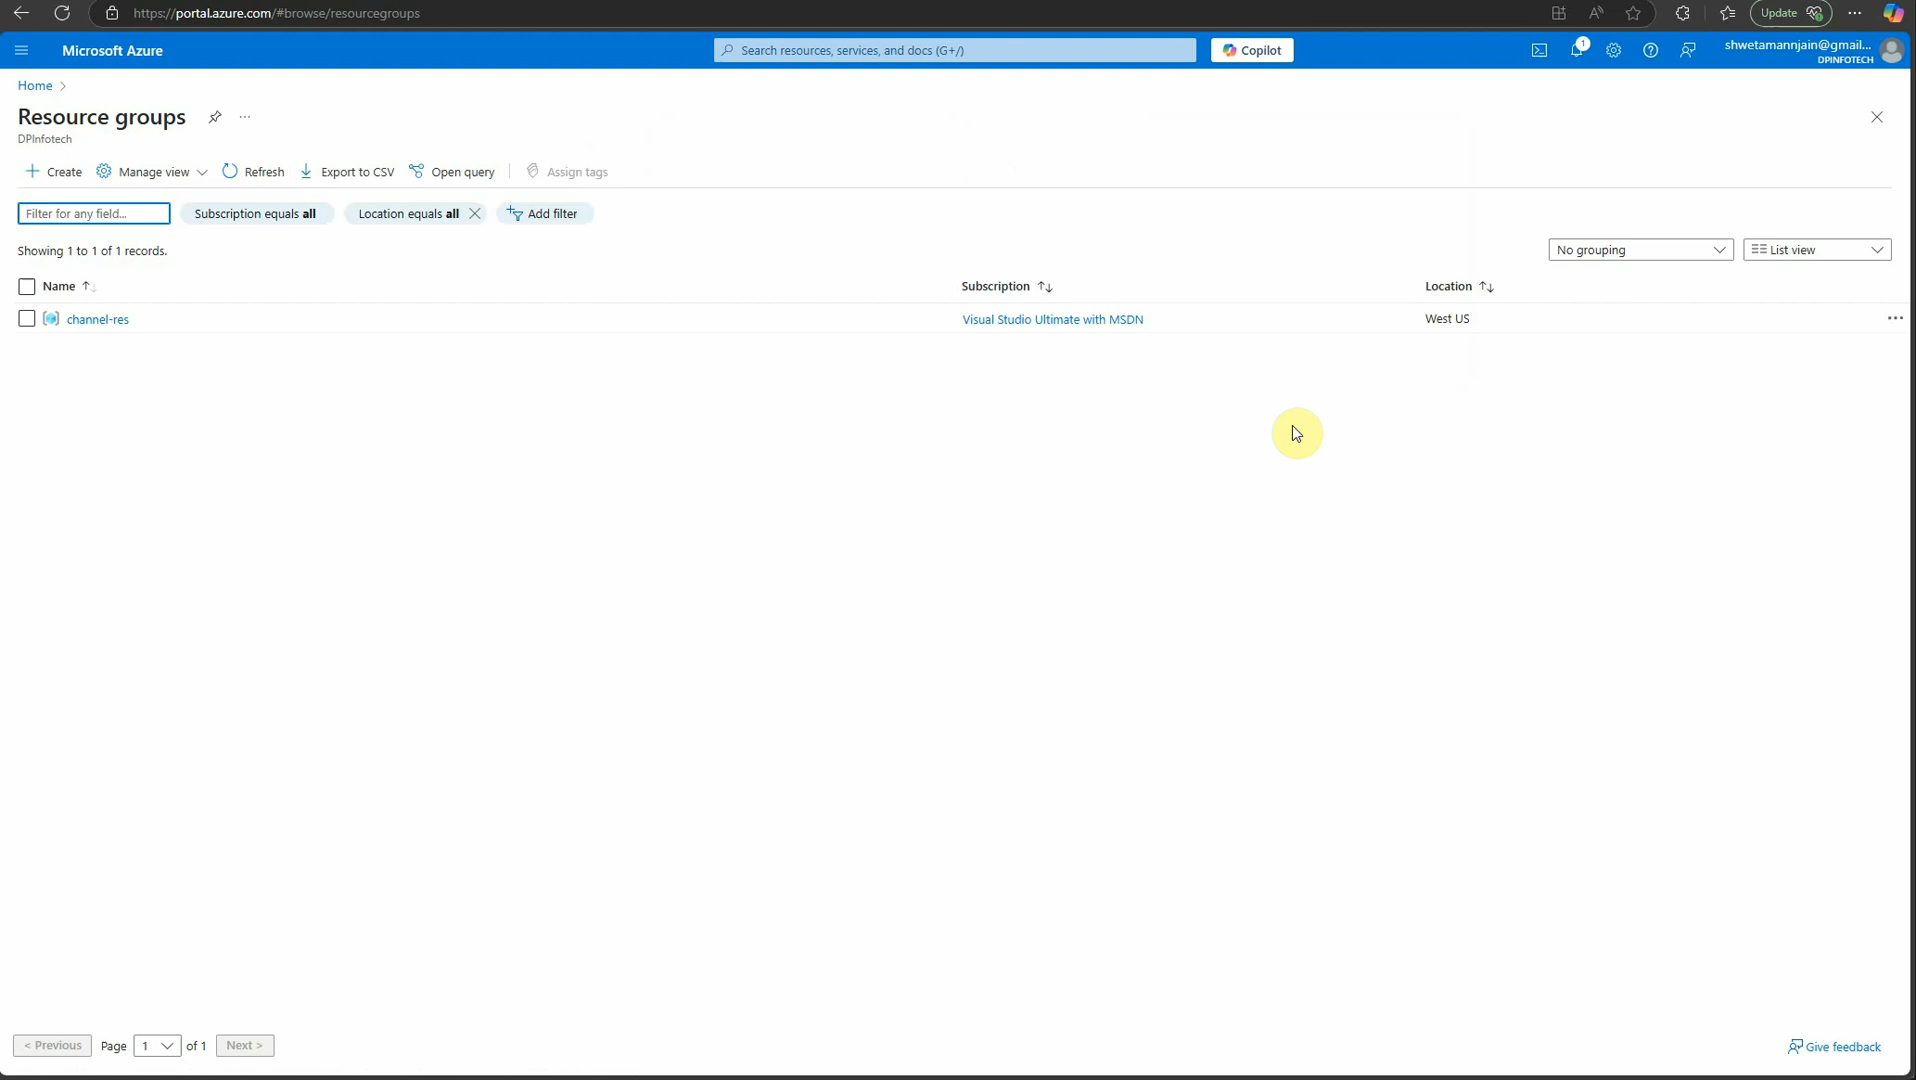 https://portal.azure.com/#browse/resourcegroups
Update
Microsoft Azure
Search resources, services, and docs (G+/)
Copilot
1
shwetamannjain@gmail...
DPINFOTECH
Home
Resource groups
DPInfotech
Create
Manage view
Refresh
Export to CSV
Open query
Assign tags
Filter for any field...
Subscription equals all
Location equals all
Add filter
Showing 1 to 1 of 1 records.
No grouping
List view
Name
Subscription
Location
channel-res
Visual Studio Ultimate with MSDN
West US
< Previous
Page
1
of 1
Next >
Give feedback